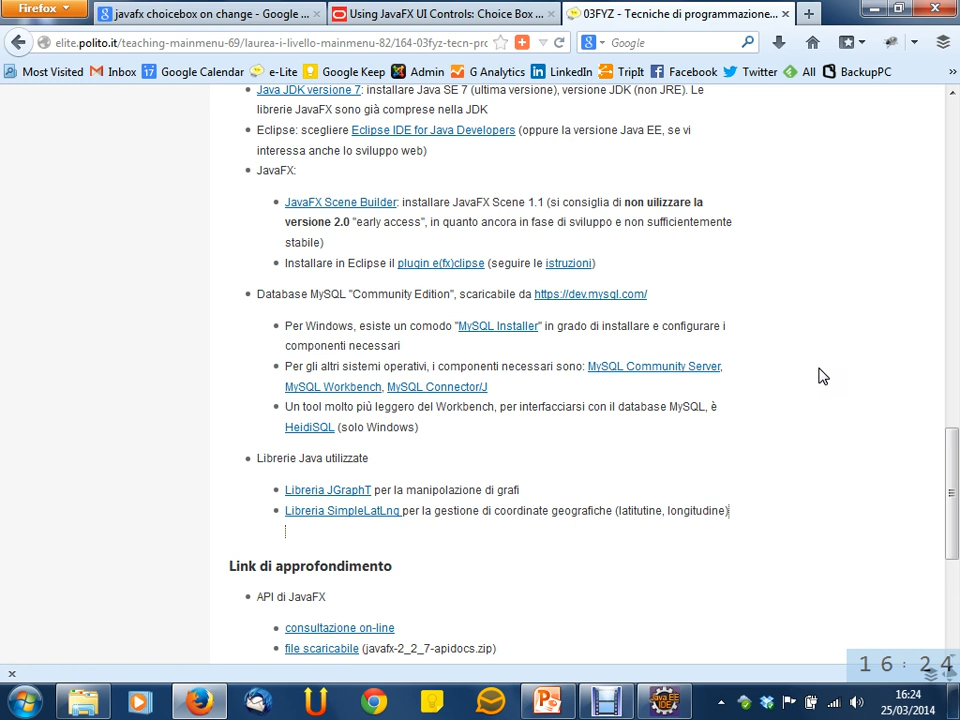 Firefox
javafx choicebox on change - Google ...
Using JavaFX UI Controls: Choice Box ...
03FYZ - Tecniche di programmazione...
elite.polito.it/teaching-mainmenu-69/laurea-i-livello-mainmenu-82/164-03fyz-tecn-pro
Google
Most Visited Inbox Google Calendar e-Lite Google Keep Admin G Analytics LinkedIn TripIt Facebook Twitter All BackupPC »
Java JDK versione 7: installare Java SE 7 (ultima versione), versione JDK (non JRE). Le
librerie JavaFX sono già comprese nella JDK
Eclipse: scegliere Eclipse IDE for Java Developers (oppure la versione Java EE, se vi
interessa anche lo sviluppo web)
JavaFX:
JavaFX Scene Builder: installare JavaFX Scene 1.1 (si consiglia di non uilizzare la
versione 2.0 "early access", in quanto ancora in fase di sviluppo e non sufficientemente
stabile)
Installare in Eclipse il plugin e(fx)clipse (seguire le istruzioni)
Database MySQL "Community Edition", scaricabile da https://dev.mysql.com/
Per Windows, esiste un comodo "MySQL Installer" in grado di installare e configurare i
componenti necessari
Per gli altri sistemi operativi, i componenti necessari sono: MySQL Community Server,
MySQL Workbench, MySQL Connector/J
Un tool molto più leggero del Workbench, per interfacciarsi con il database MySQL, è
HeidiSQL (solo Windows)
Librerie Java utilizzate
Libreria JGraphT per la manipolazione di grafi
Libreria SimpleLatLng per la gestione di coordinate geografiche (latitutine, longitudine)
Link di approfondimento
API di JavaFX
consultazione on-line
file scaricabile (javafx-2_2_7-apidocs.zip)
16:24
x
Java EE
IDE
16:24
25/03/2014